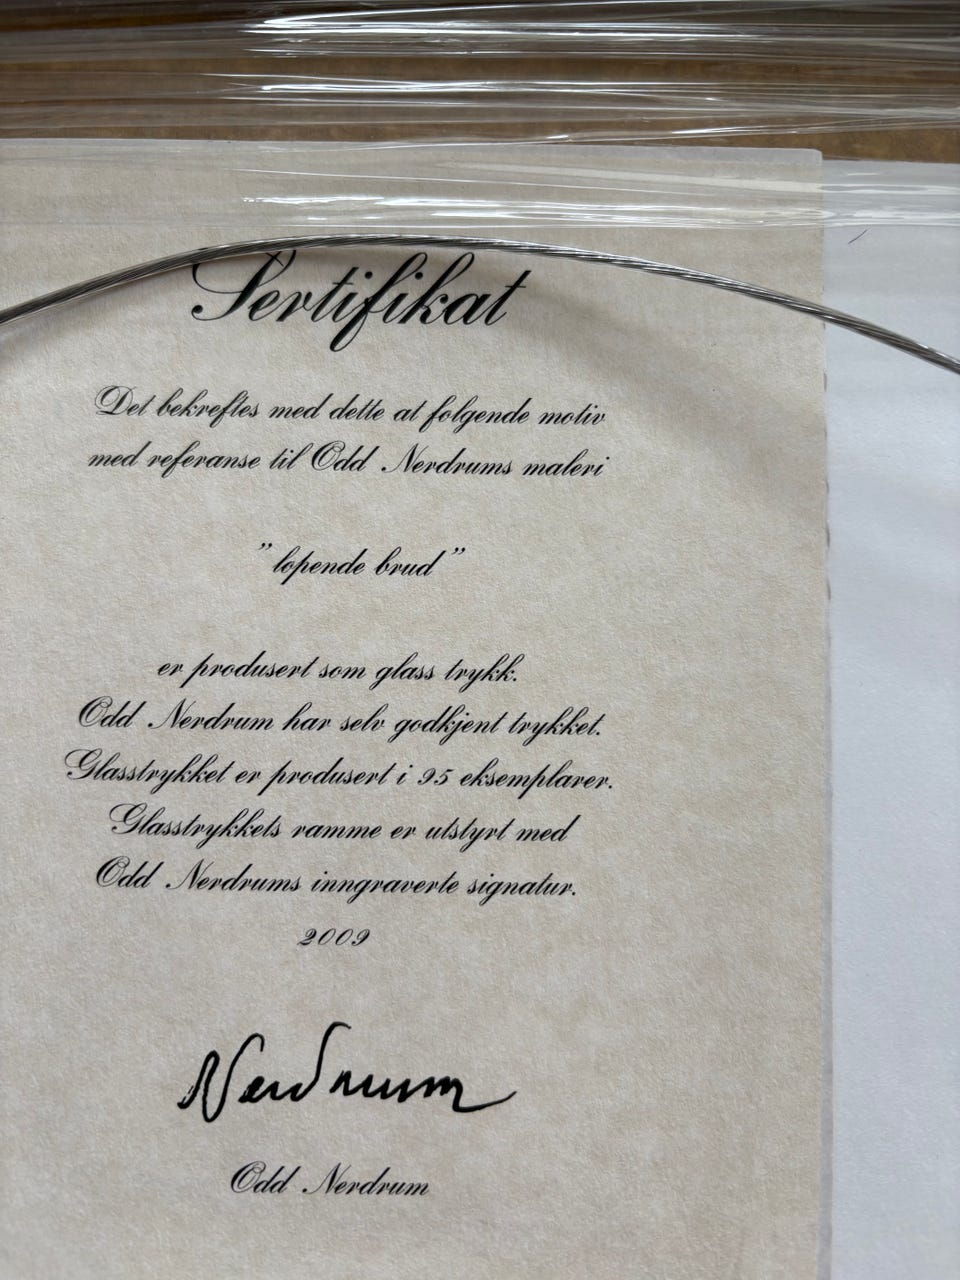 Sertifikat
Det bekreftes med dette at følgende motiv
med referanse til Odd Nerdrums maleri
"løpende brud"
er produsert som glass trykk.
Odd Nerdrum har selv godkjent trykket.
Glasstrykket er produsert i 95 eksemplarer.
Glasstrykkets ramme er utstyrt med
Odd Nerdrums inngraverte signatur.
2009
Nerdrum
Odd Nerdrum